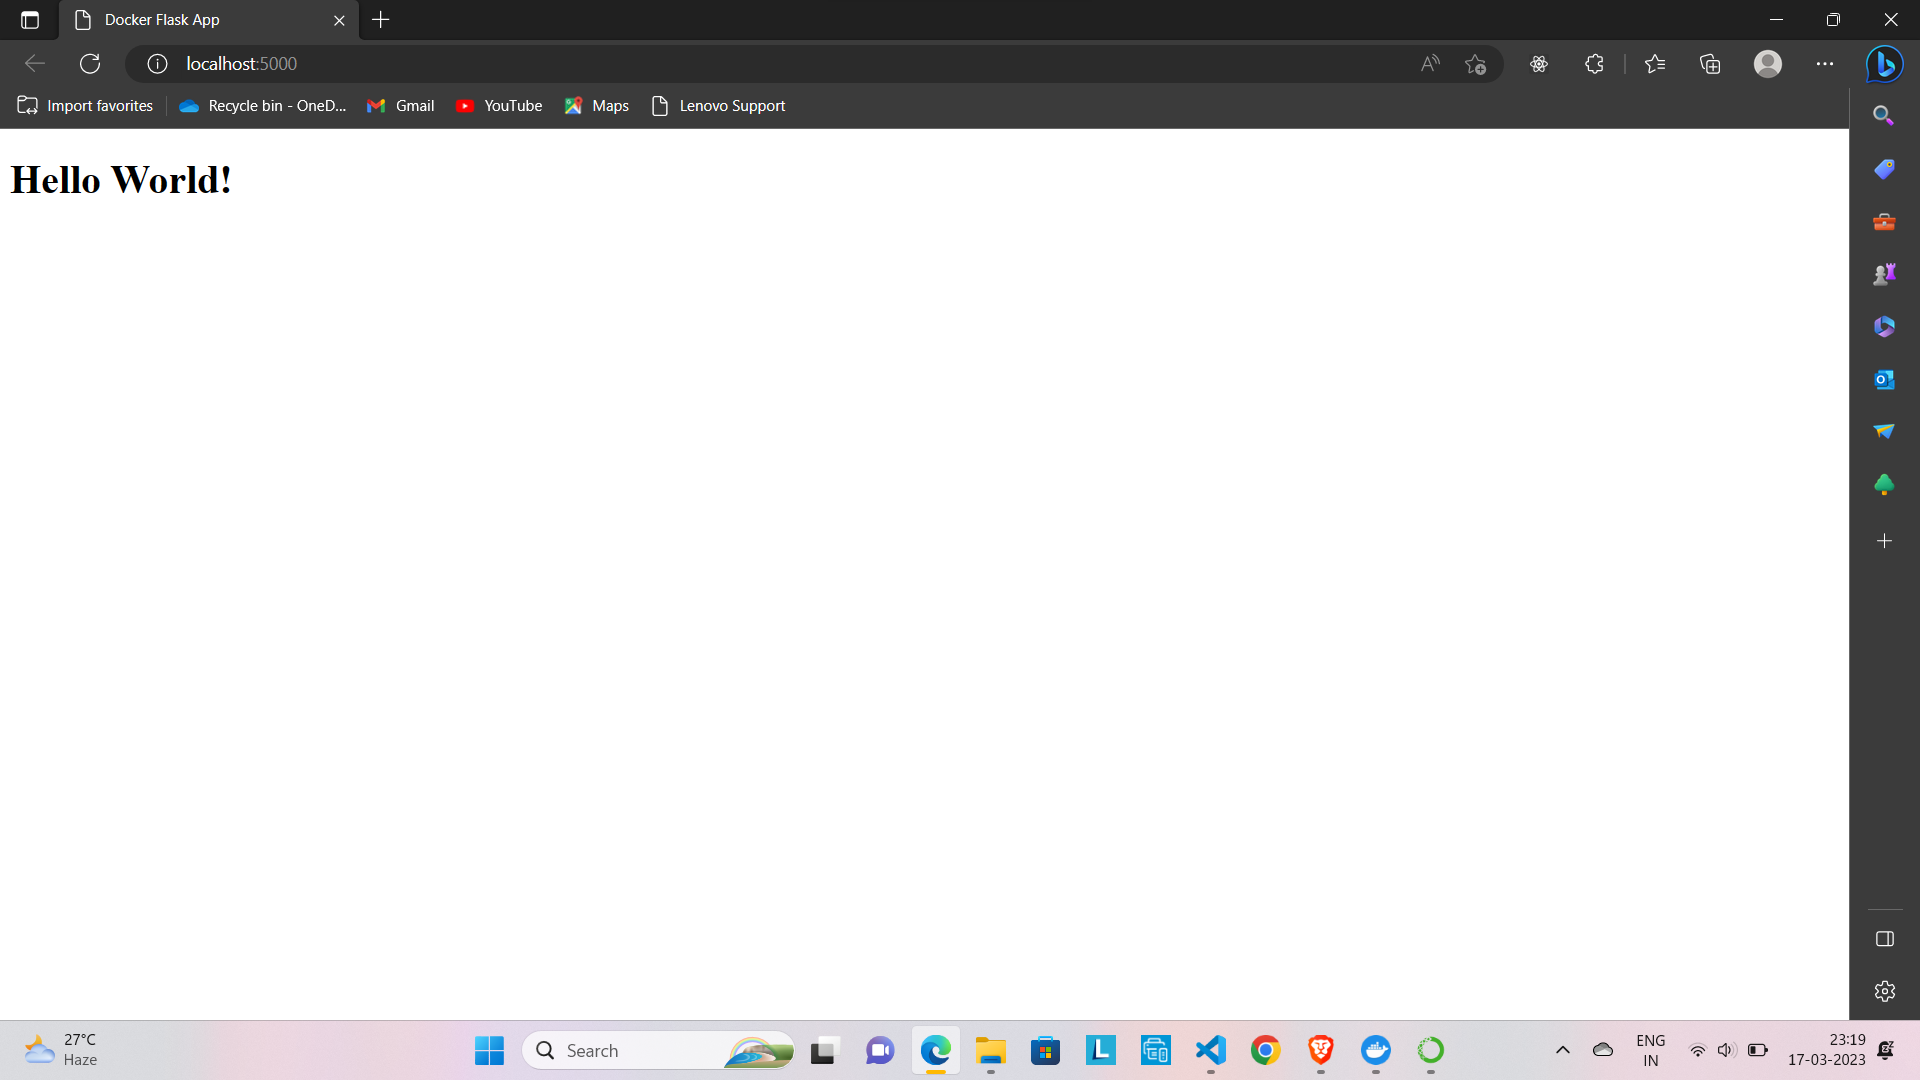 Docker Flask App
localhost:5000
Import favorites
Recycle bin - OneD...
Gmail
YouTube
Maps
Lenovo Support
Hello World!
27°C
Haze
Search
ENG
IN
23:19
17-03-2023